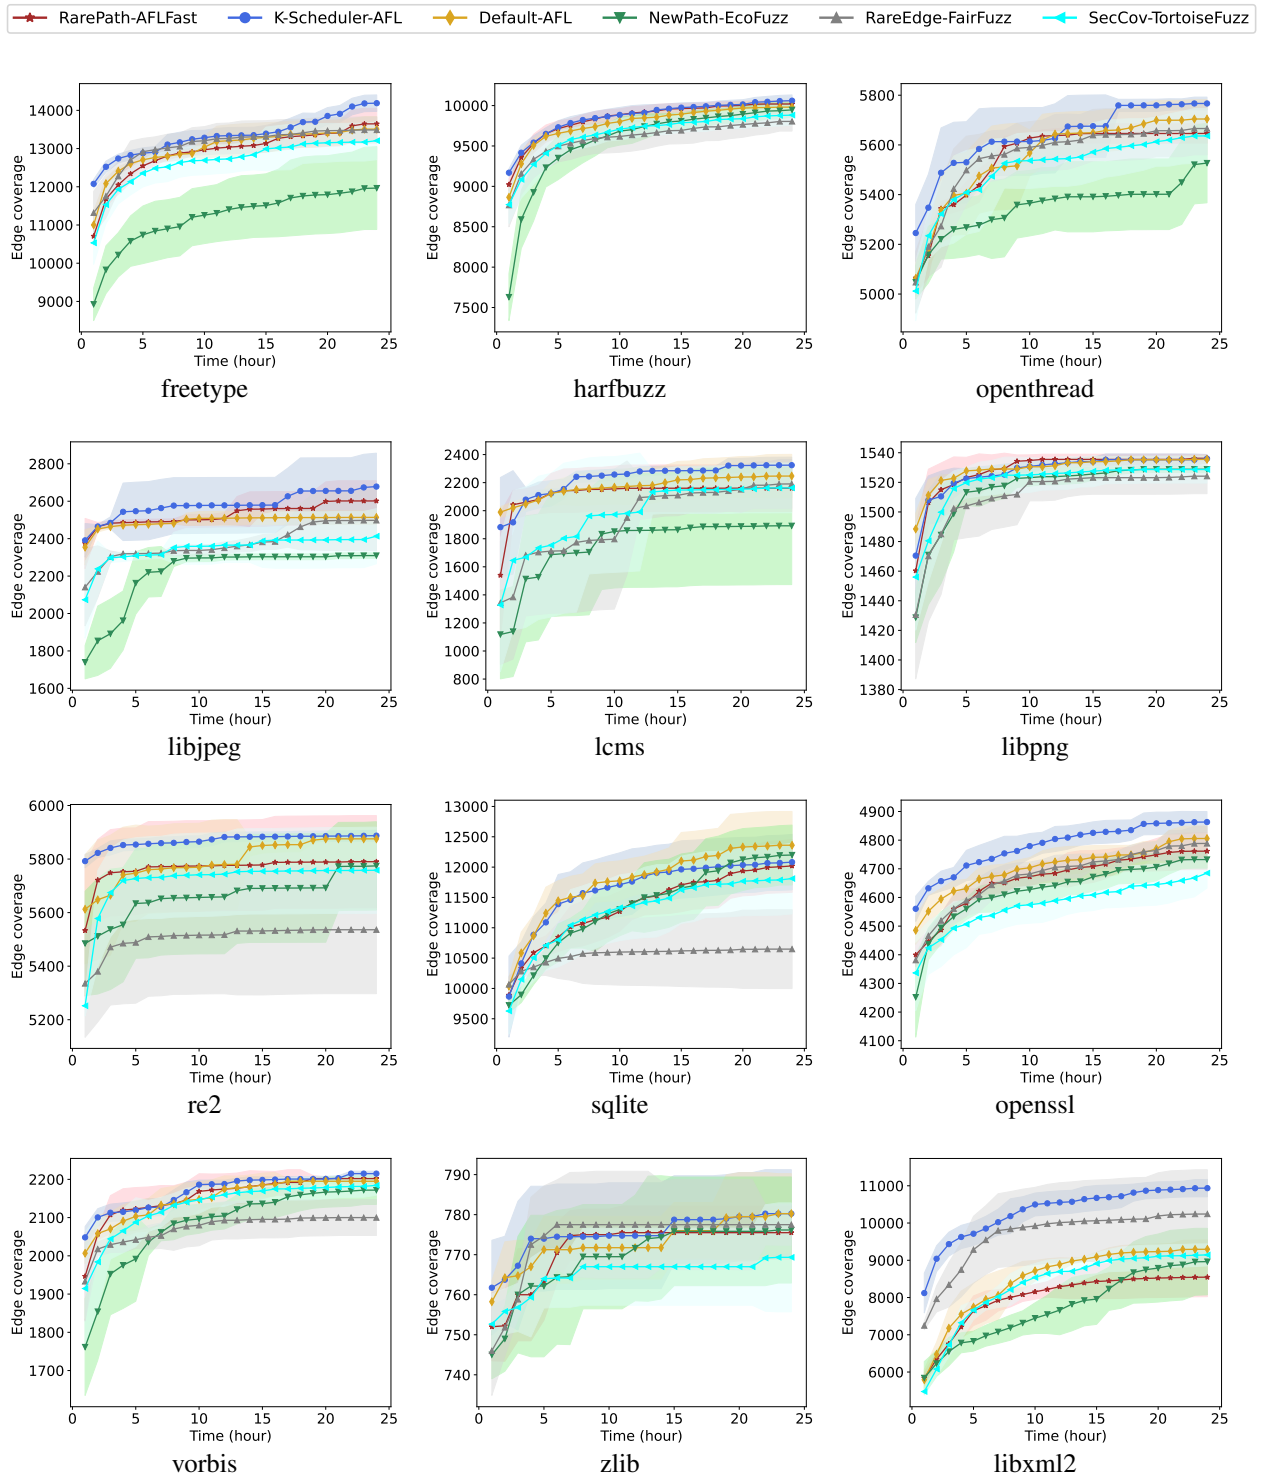 RarePath-AFLFast K-Scheduler-AFL Default-AFL NewPath-EcoFuzz RareEdge-FairFuzz SecCov-TortoiseFuzz
Edge coverage
14000
13000
12000
11000
10000
9000
0 5 10 15 20 25
Time (hour)
freetype
Edge coverage
10000
9500
9000
8500
8000
7500
0 5 10 15 20 25
Time (hour)
harfbuzz
Edge coverage
5800
5600
5400
5200
5000
0 5 10 15 20 25
Time (hour)
openthread
Edge coverage
2800
2600
2400
2200
2000
1800
1600
0 5 10 15 20 25
Time (hour)
libjpeg
Edge coverage
2400
2200
2000
1800
1600
1400
1200
1000
800
0 5 10 15 20 25
Time (hour)
lcms
Edge coverage
1540
1520
1500
1480
1460
1440
1420
1400
1380
0 5 10 15 20 25
Time (hour)
libpng
Edge coverage
6000
5800
5600
5400
5200
0 5 10 15 20 25
Time (hour)
re2
Edge coverage
13000
12500
12000
11500
11000
10500
10000
9500
0 5 10 15 20 25
Time (hour)
sqlite
Edge coverage
4900
4800
4700
4600
4500
4400
4300
4200
4100
0 5 10 15 20 25
Time (hour)
openssl
Edge coverage
2200
2100
2000
1900
1800
1700
0 5 10 15 20 25
Time (hour)
vorbis
Edge coverage
790
780
770
760
750
740
0 5 10 15 20 25
Time (hour)
zlib
Edge coverage
11000
10000
9000
8000
7000
6000
0 5 10 15 20 25
Time (hour)
libxml2